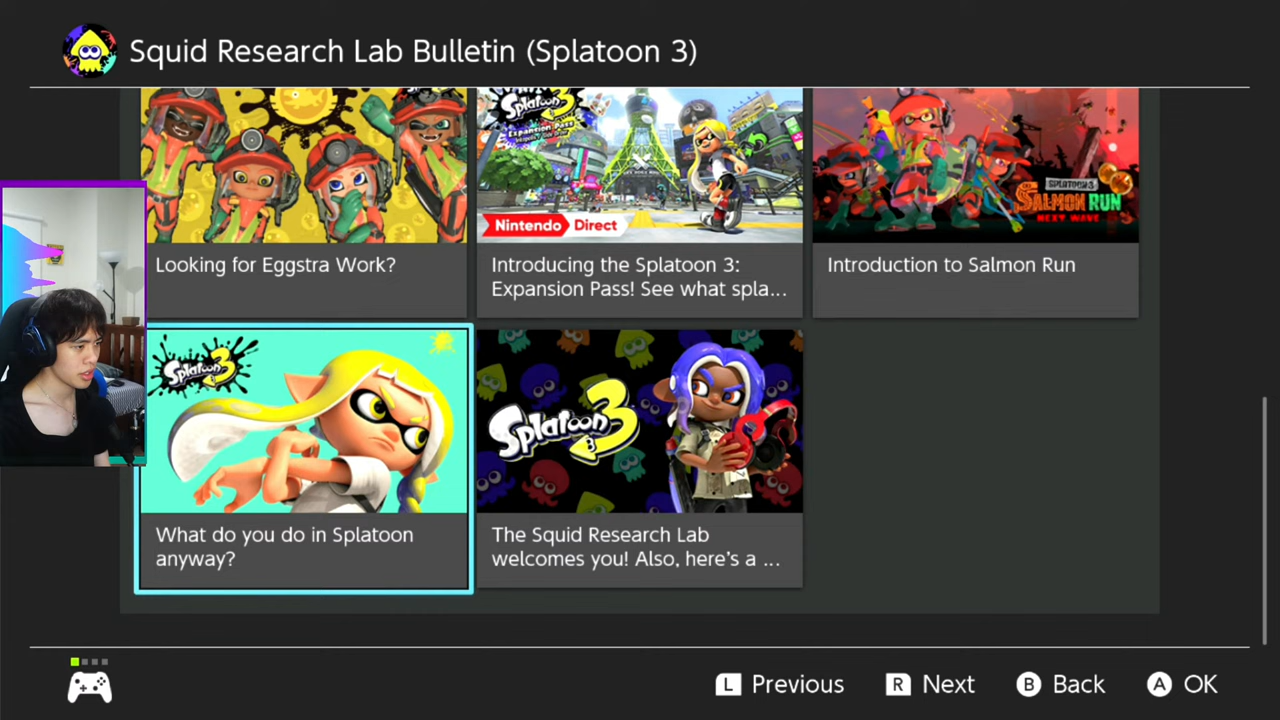 Squid Research Lab Bulletin (Splatoon 3)
Splatoon 3
Expansion Pass
Nintendo Direct
SPLATOON 3
SALMON RUN
NEXT WAVE
Looking for Eggstra Work?
Introducing the Splatoon 3:
Expansion Pass! See what spla...
Introduction to Salmon Run
Splatoon 3
Splatoon 3
What do you do in Splatoon
anyway?
The Squid Research Lab
welcomes you! Also, here's a ...
L Previous
R Next
B Back
A OK